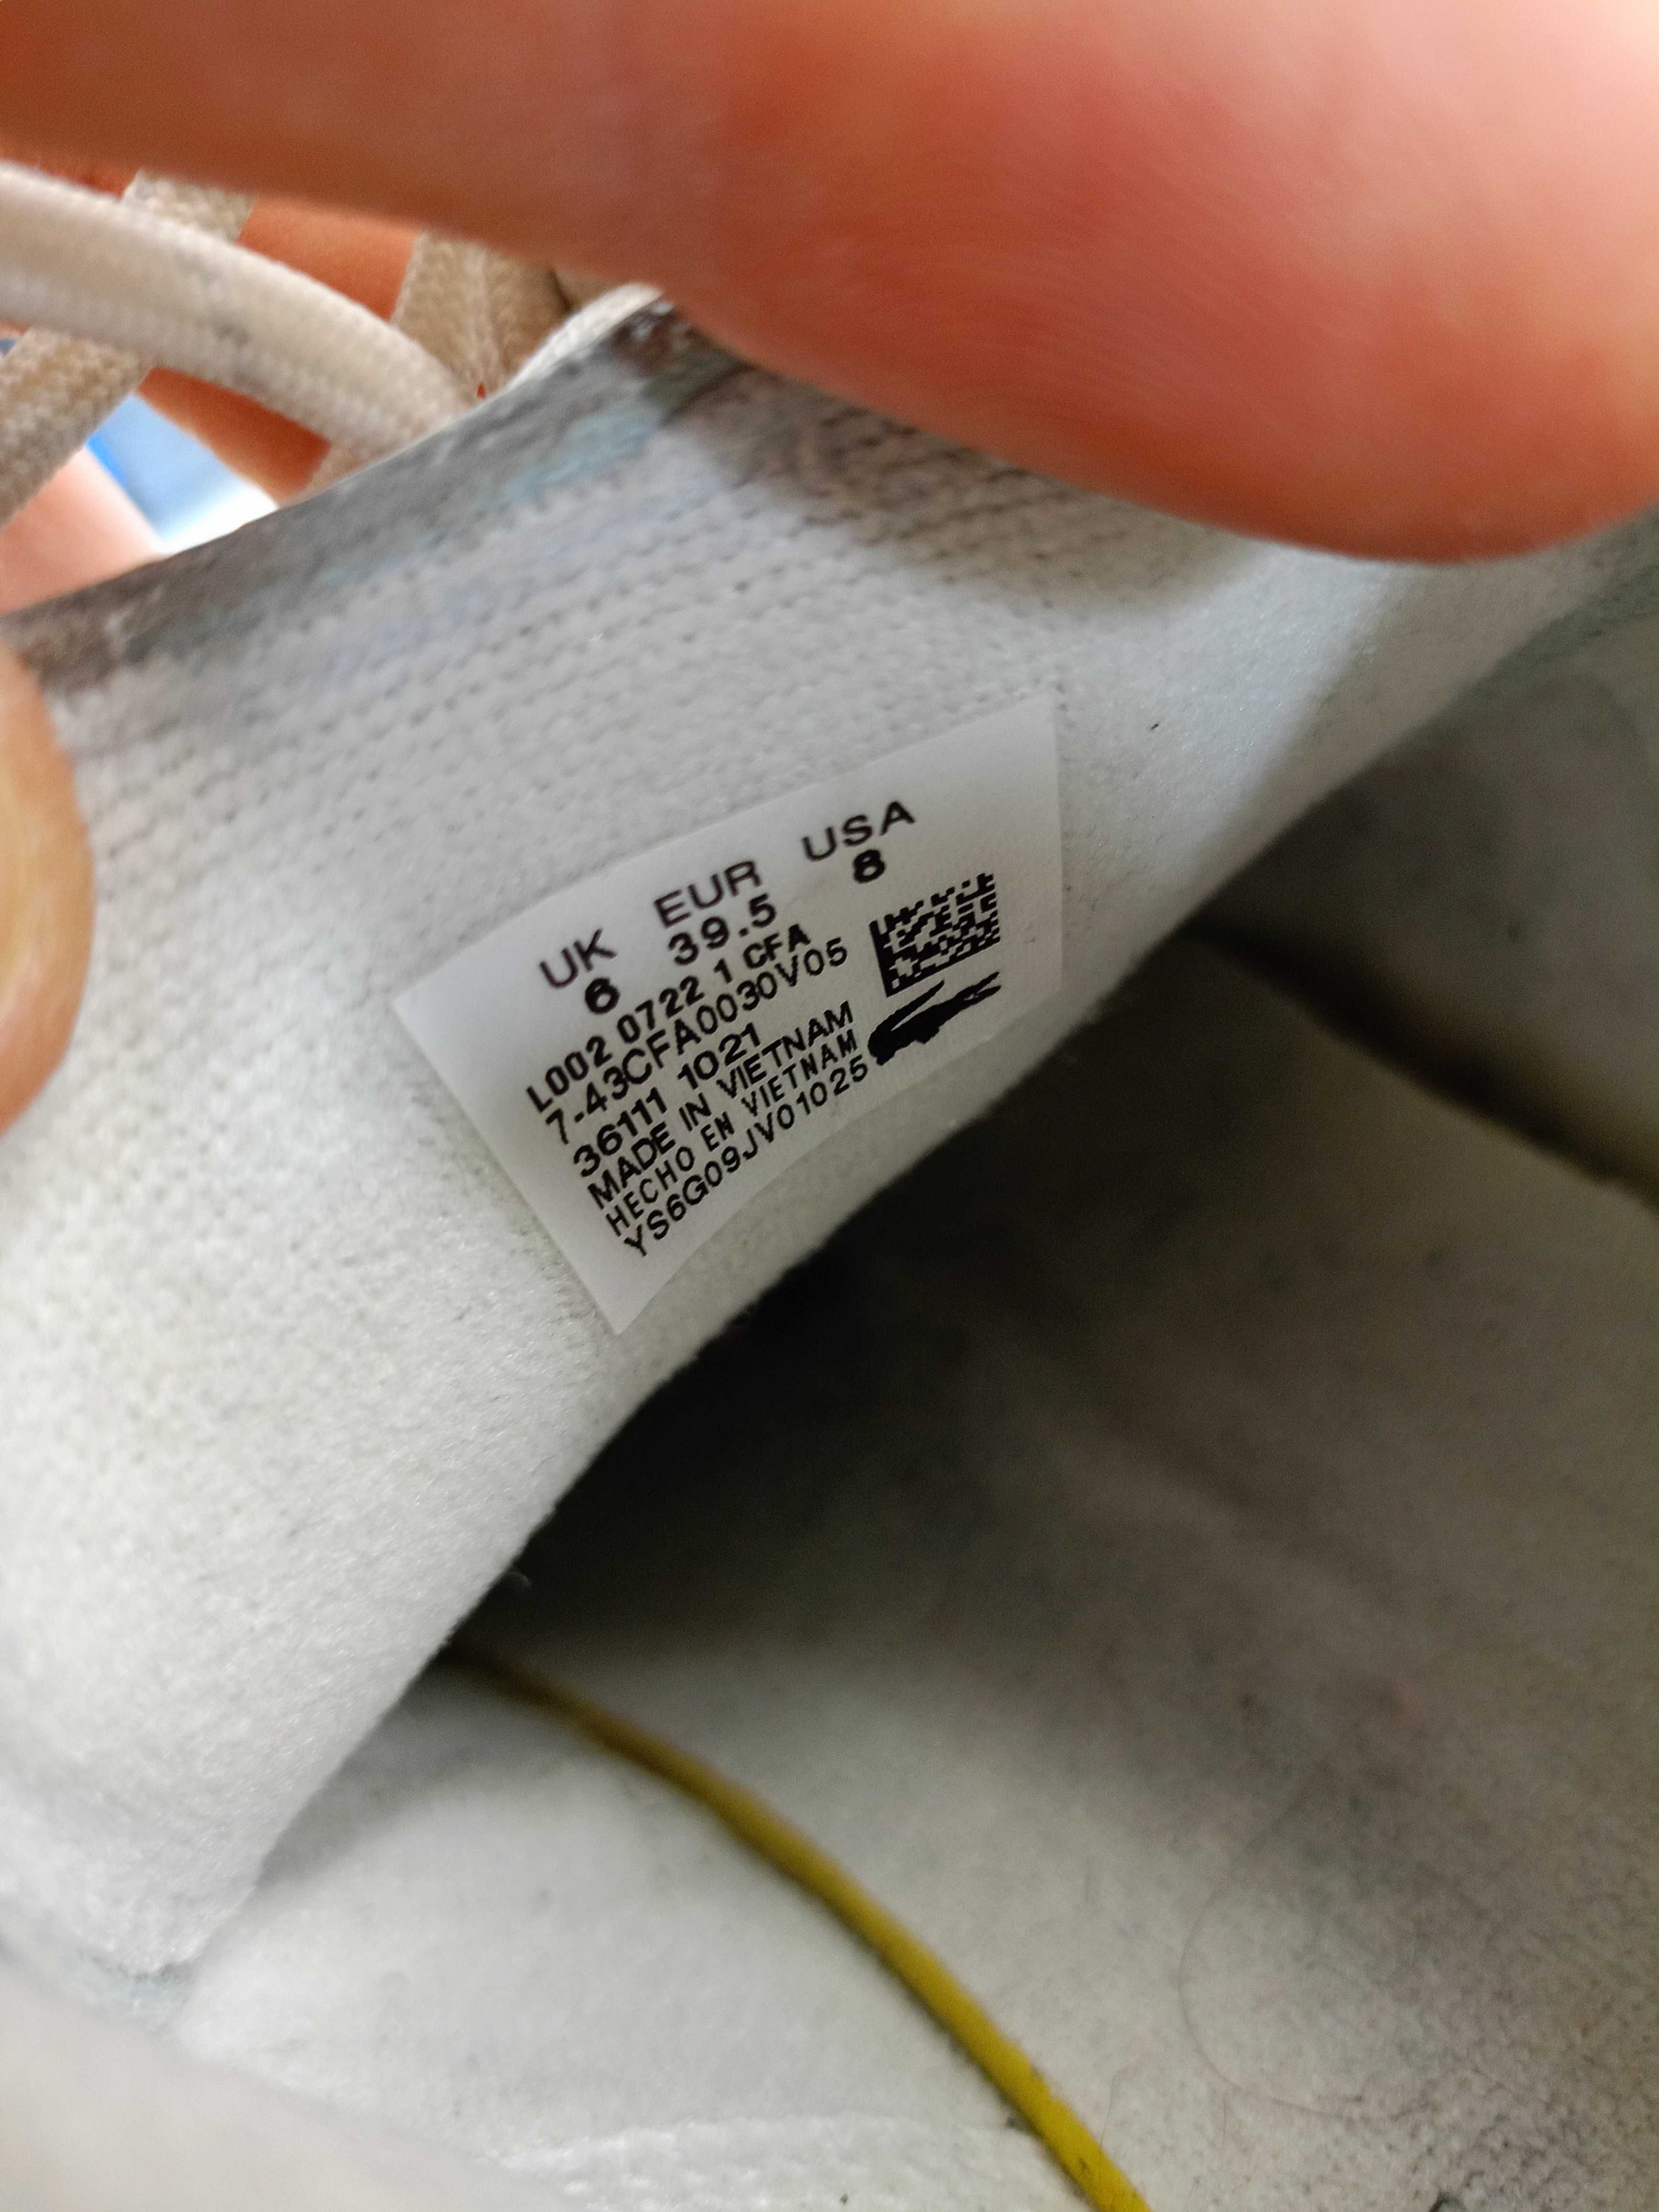 UK EUR USA
6 39.5 8
L002 0722 1 CFA
7-43CFA0030V05
36111 1021
MADE IN VIETNAM
HECHO EN VIETNAM
YS6G09JV01025